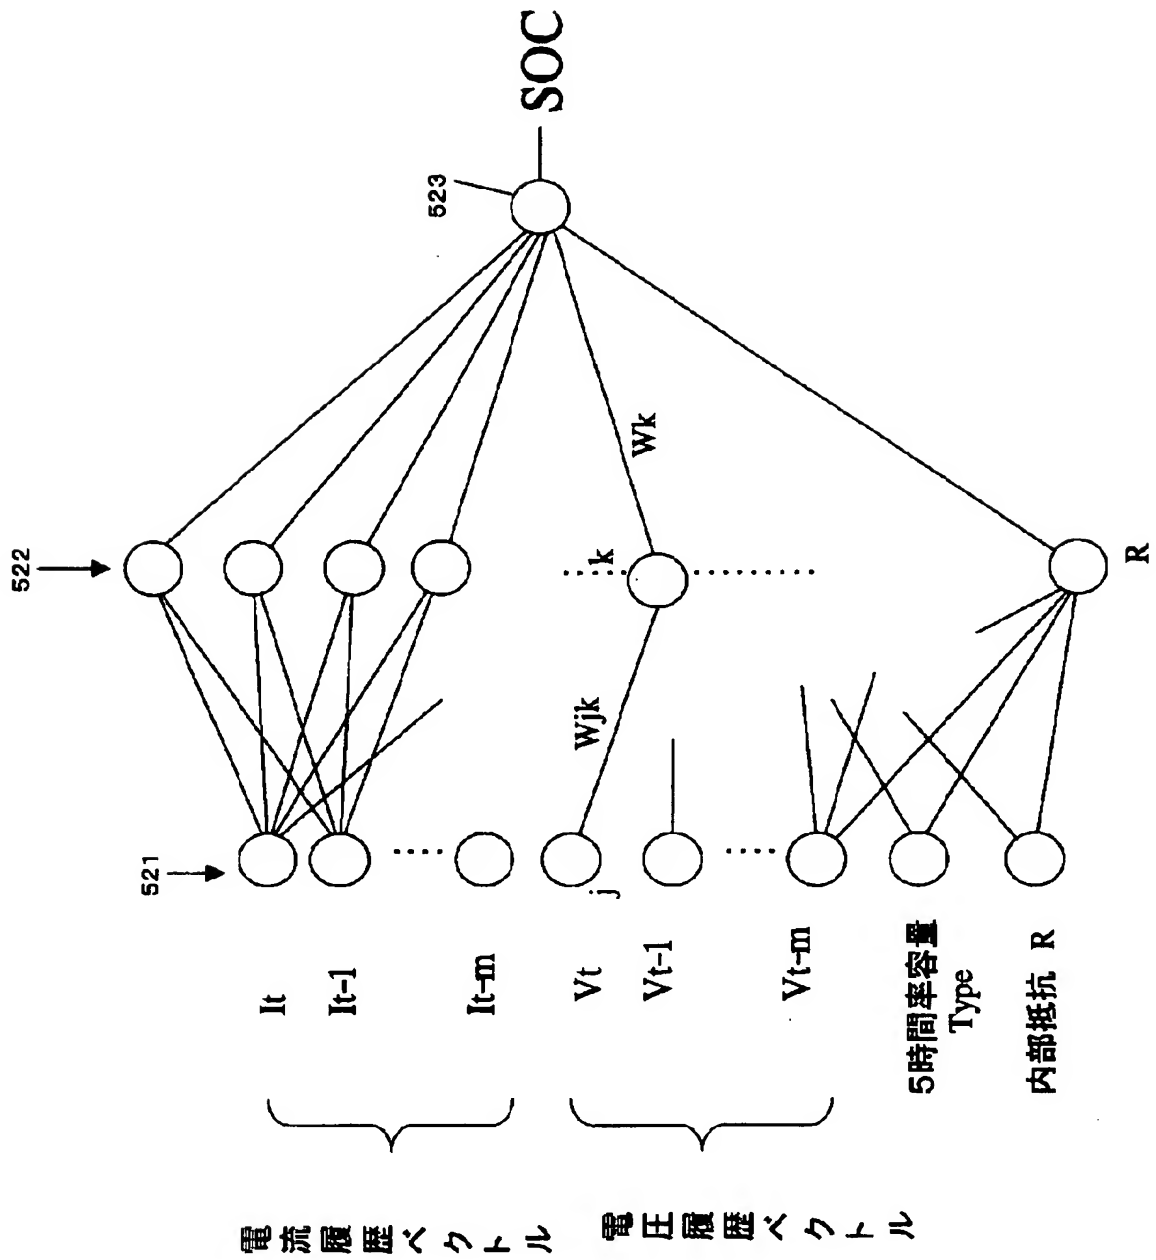 電流履歴ベクトル
電圧履歴ベクトル
It
It-1
It-m
Vt
Vt-1
Vt-m
5時間率容量
Type
内部抵抗 R
521
j
Wjk
522
k
R
Wk
523
SOC